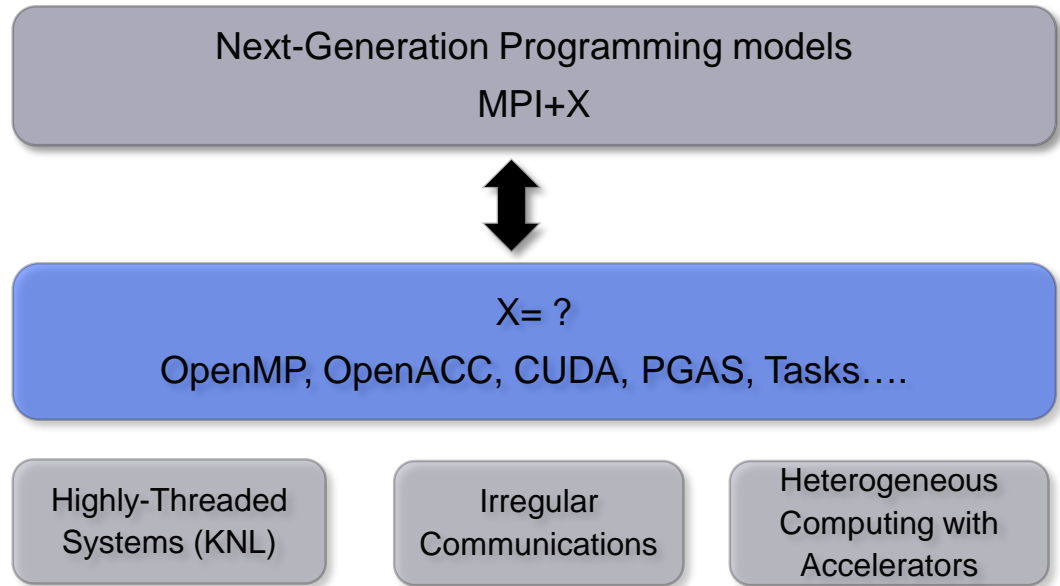 Next-Generation Programming models
MPI+X
X= ?
OpenMP, OpenACC, CUDA, PGAS, Tasks….
Highly-Threaded
Systems (KNL)
Irregular
Communications
Heterogeneous
Computing with
Accelerators